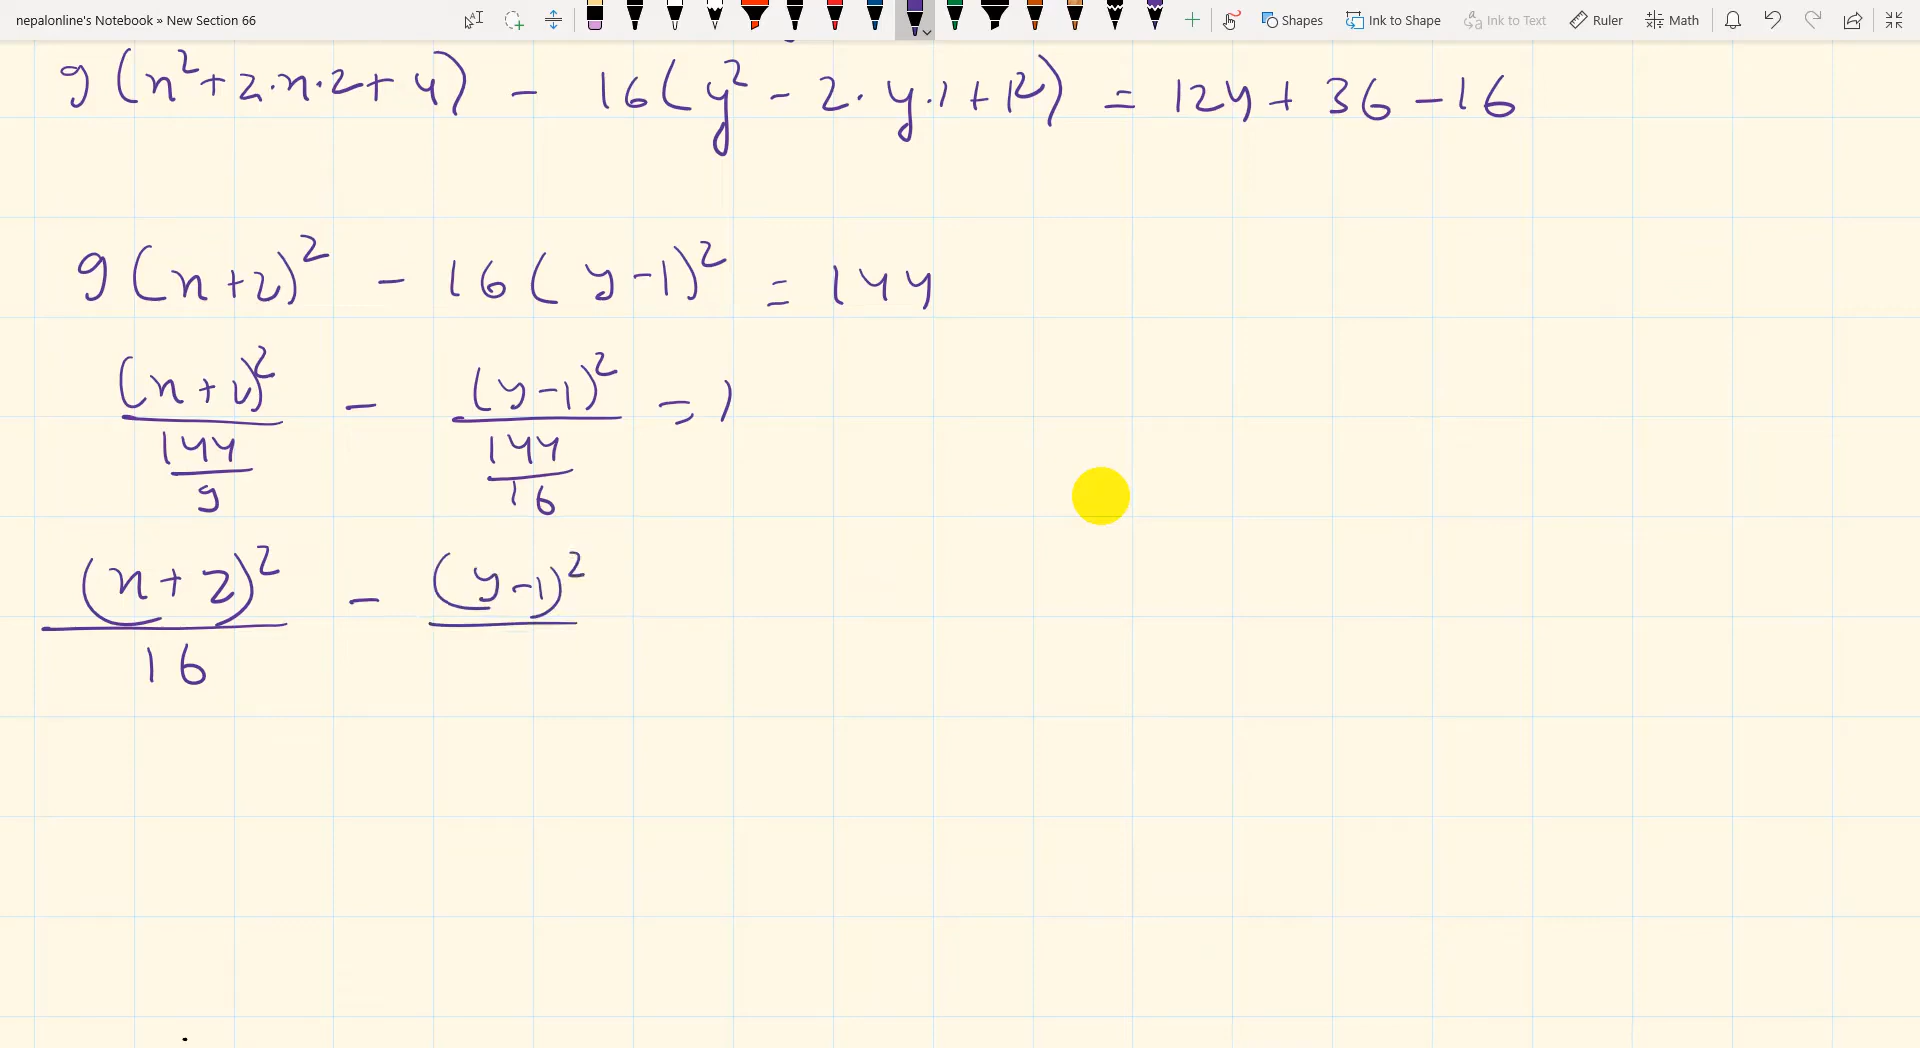 nepalonline's Notebook » New Section 66
Shapes Ink to Shape Ink to Text Ruler Math
9(x²+2·x·2+4) - 16(y²-2·y·1+1²) = 124+36-16
9(x+2)² - 16(y-1)² = 144
(x+2)²/(144/9) - (y-1)²/(144/16) = 1
(x+2)²/16 - (y-1)²